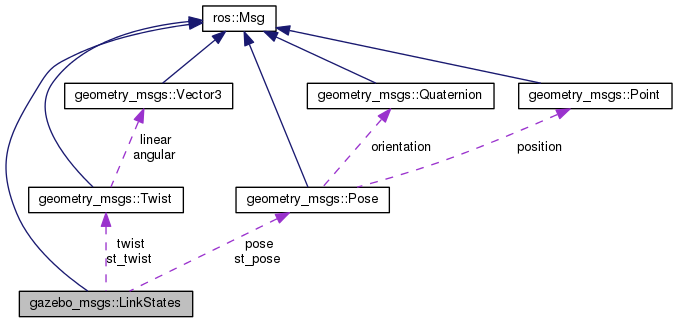 ros::Msg
geometry_msgs::Vector3
geometry_msgs::Quaternion
geometry_msgs::Point
linear
angular
orientation
position
geometry_msgs::Twist
geometry_msgs::Pose
twist
st_twist
pose
st_pose
gazebo_msgs::LinkStates